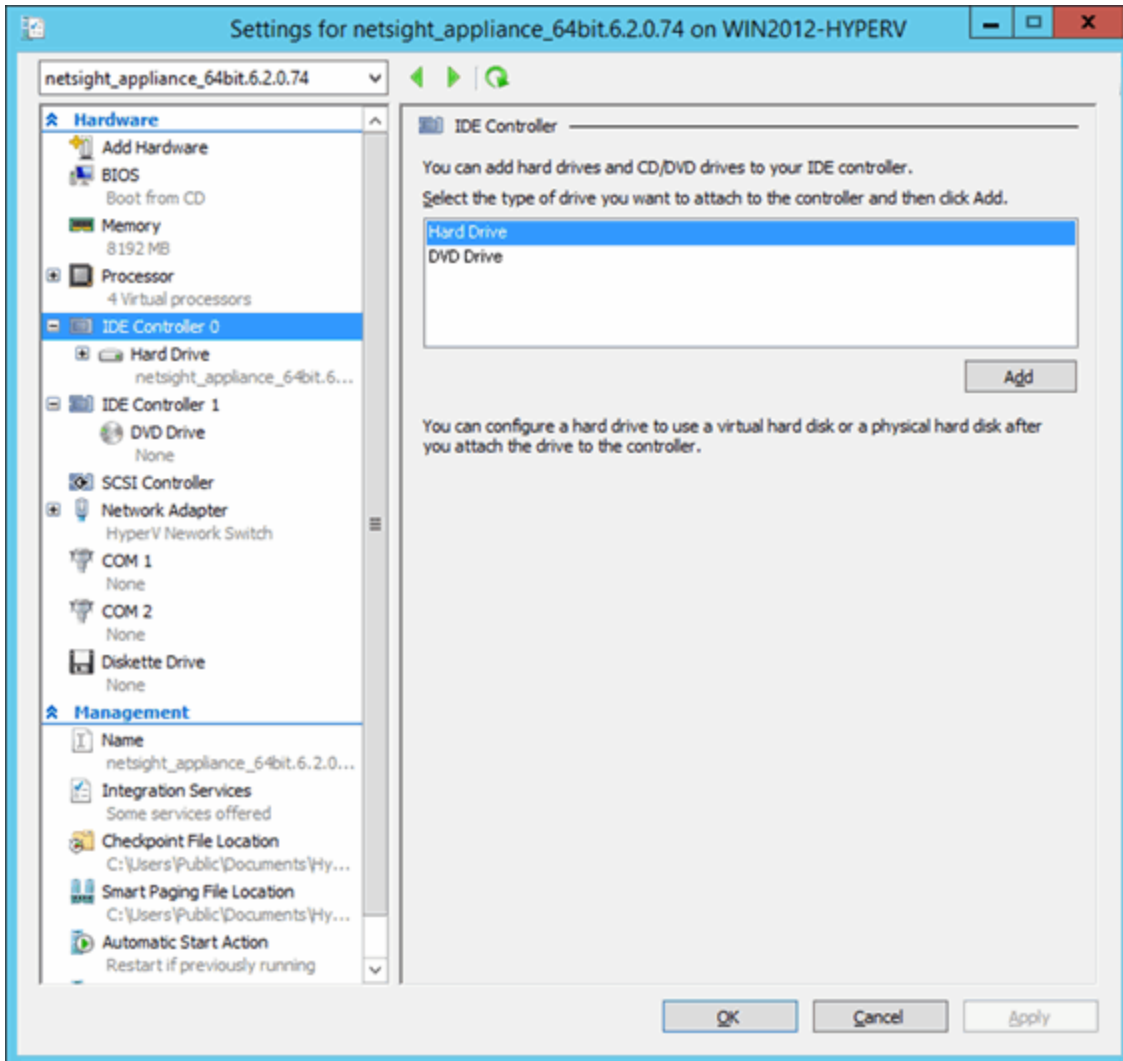 Settings for netsight_appliance_64bit.6.2.0.74 on WIN2012-HYPERV
netsight_appliance_64bit.6.2.0.74
Hardware
Add Hardware
BIOS
Boot from CD
Memory
8192 MB
Processor
4 Virtual processors
IDE Controller 0
Hard Drive
netsight_appliance_64bit.6...
IDE Controller 1
DVD Drive
None
SCSI Controller
Network Adapter
HyperV Nework Switch
COM 1
None
COM 2
None
Diskette Drive
None
Management
Name
netsight_appliance_64bit.6.2.0...
Integration Services
Some services offered
Checkpoint File Location
C:\Users\Public\Documents\Hy...
Smart Paging File Location
C:\Users\Public\Documents\Hy...
Automatic Start Action
Restart if previously running
IDE Controller
You can add hard drives and CD/DVD drives to your IDE controller.
Select the type of drive you want to attach to the controller and then click Add.
Hard Drive
DVD Drive
Add
You can configure a hard drive to use a virtual hard disk or a physical hard disk after
you attach the drive to the controller.
OK
Cancel
Apply